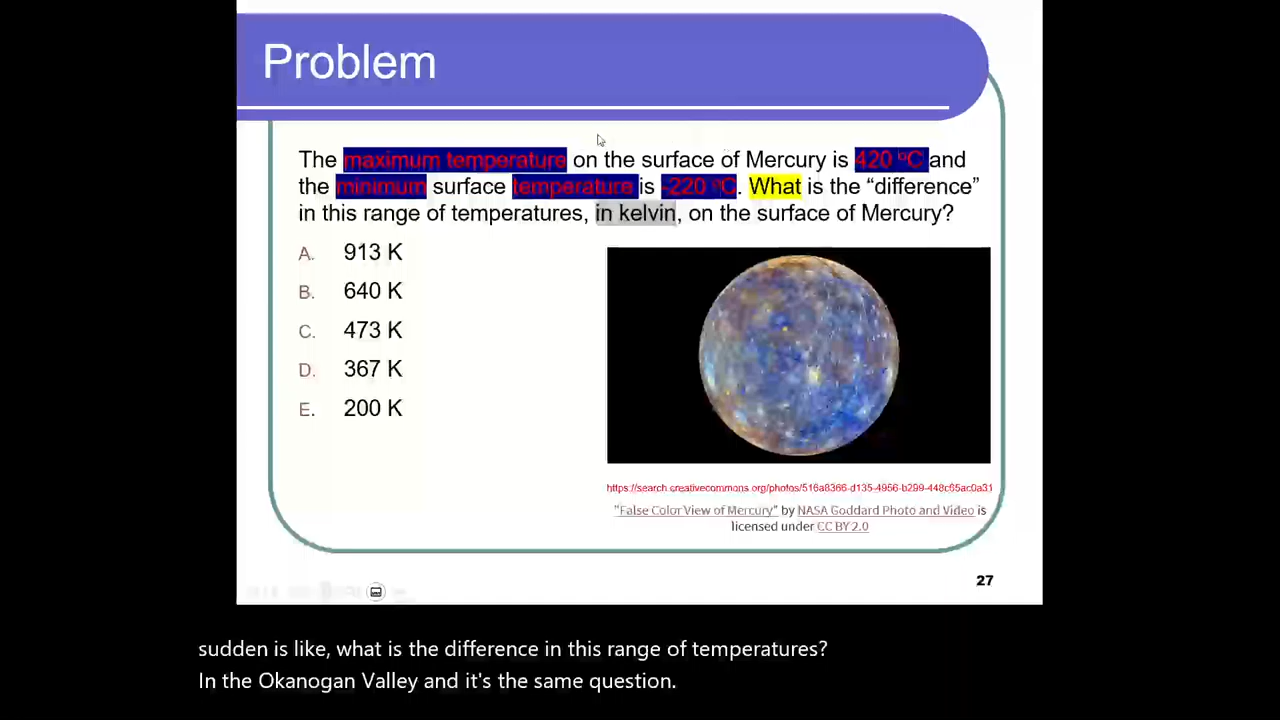 Problem
The maximum temperature on the surface of Mercury is 420 °C and
the minimum surface temperature is -220 °C. What is the “difference”
in this range of temperatures, in kelvin, on the surface of Mercury?
A. 913 K
B. 640 K
C. 473 K
D. 367 K
E. 200 K
https://search.creativecommons.org/photos/516a8366-d135-4956-b299-448c65ac0a31
"False Color View of Mercury" by NASA Goddard Photo and Video is
licensed under CC BY 2.0
27
sudden is like, what is the difference in this range of temperatures?
In the Okanogan Valley and it's the same question.